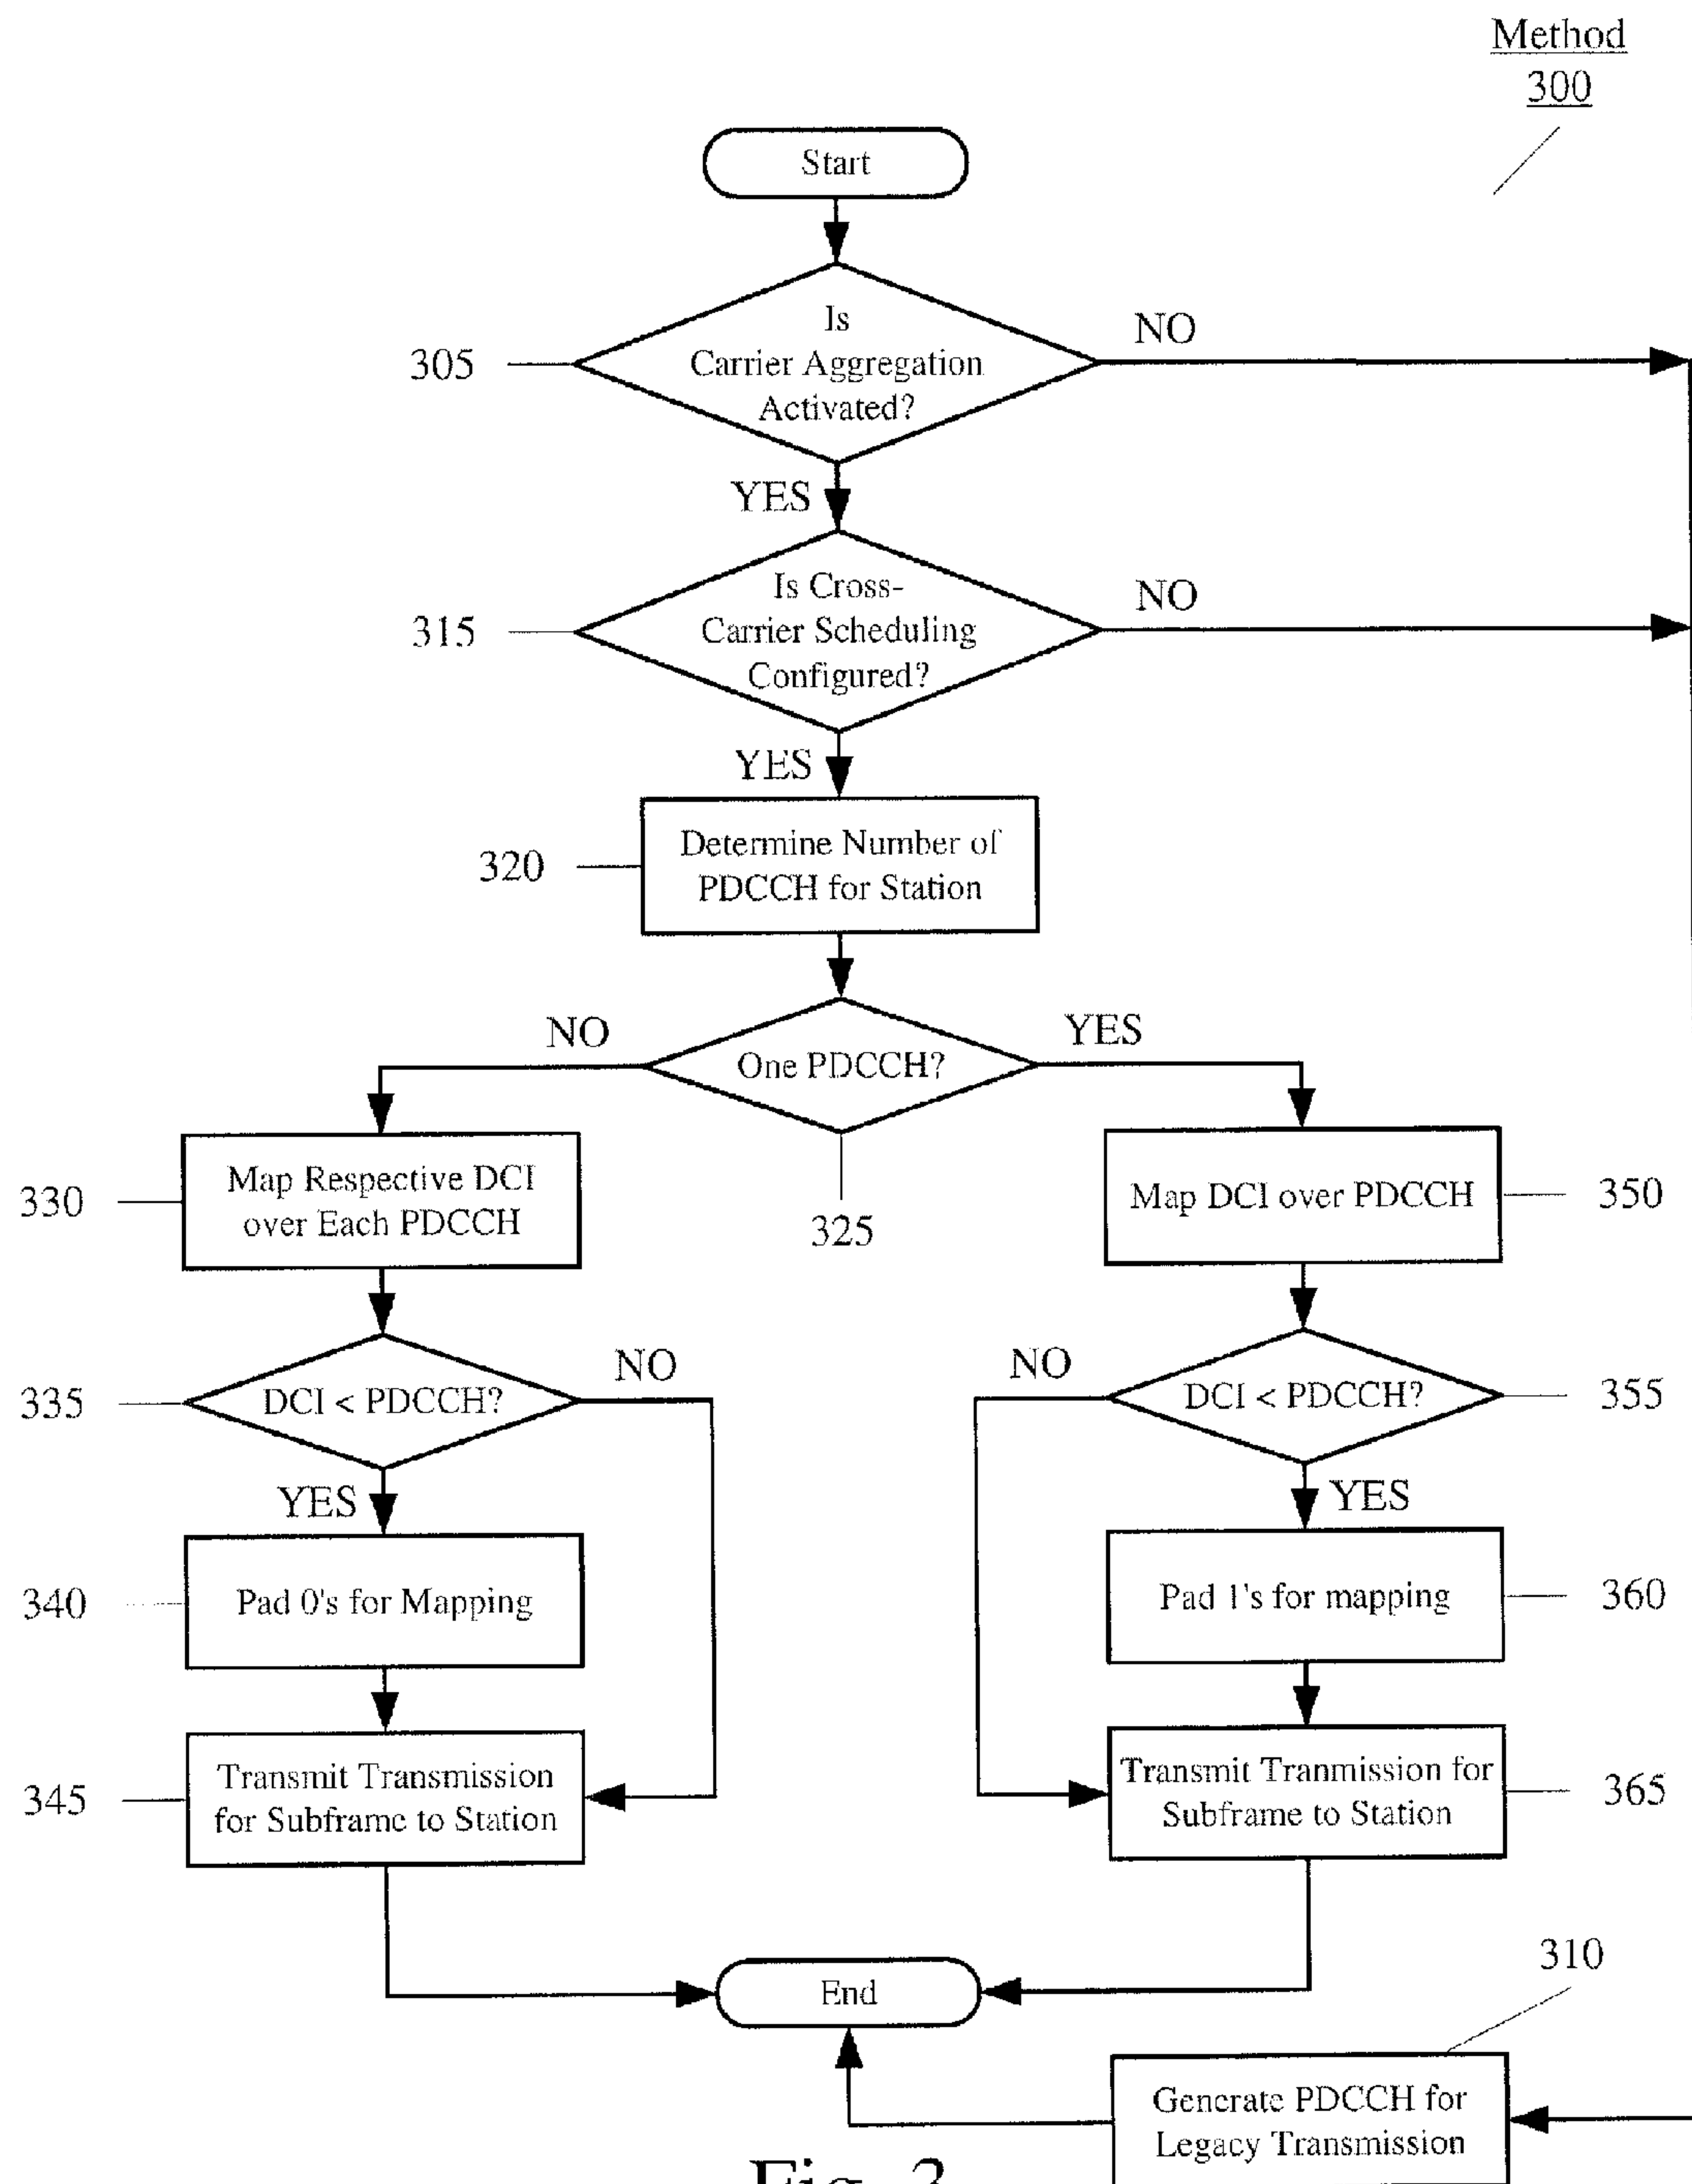 Method
300
Start
305
Is
Carrier Aggregation
Activated?
NO
YES
315
Is Cross-
Carrier Scheduling
Configured?
NO
YES
320
Determine Number of
PDCCH for Station
NO
One PDCCH?
YES
325
330
Map Respective DCI
over Each PDCCH
Map DCI over PDCCH
350
335
DCI < PDCCH?
NO
NO
DCI < PDCCH?
355
YES
YES
340
Pad 0's for Mapping
Pad 1's for mapping
360
345
Transmit Transmission
for Subframe to Station
Transmit Tranmission for
Subframe to Station
365
End
310
Generate PDCCH for
Legacy Transmission
Fig. 3